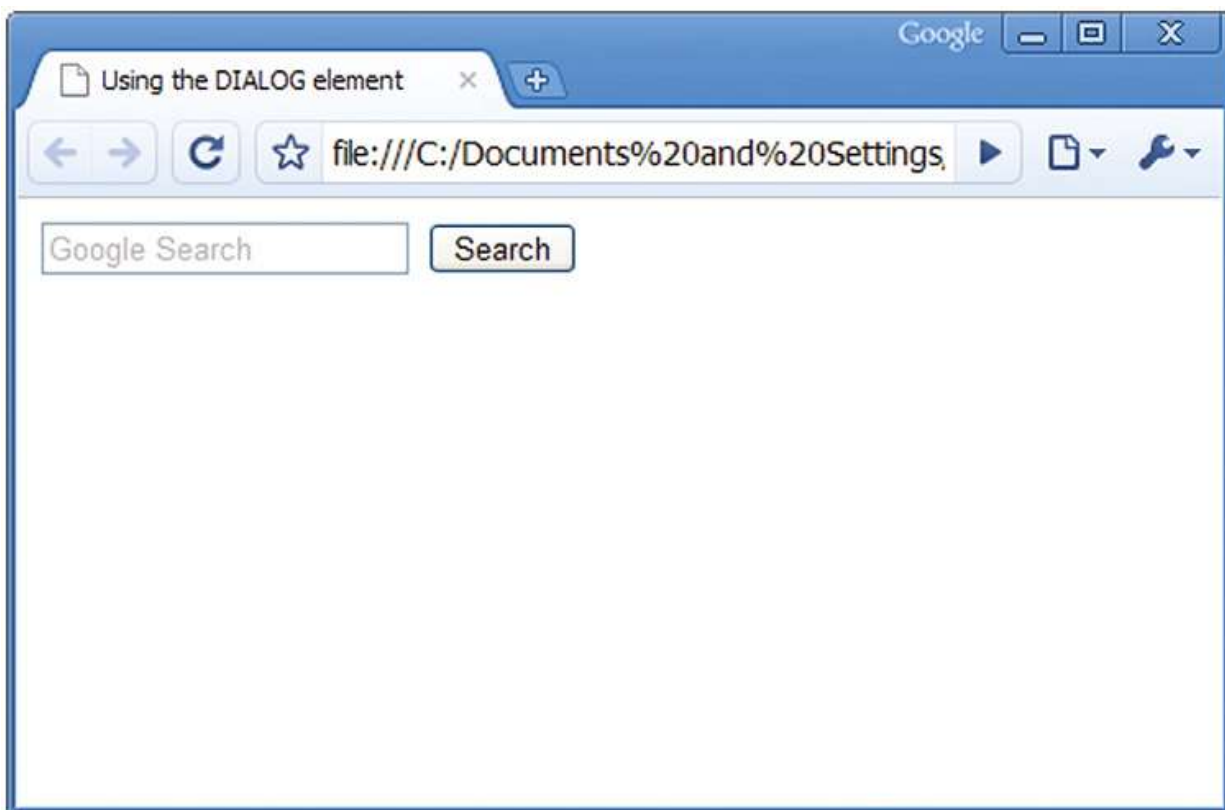 Google
Using the DIALOG element
file:///C:/Documents%20and%20Settings,
Google Search
Search